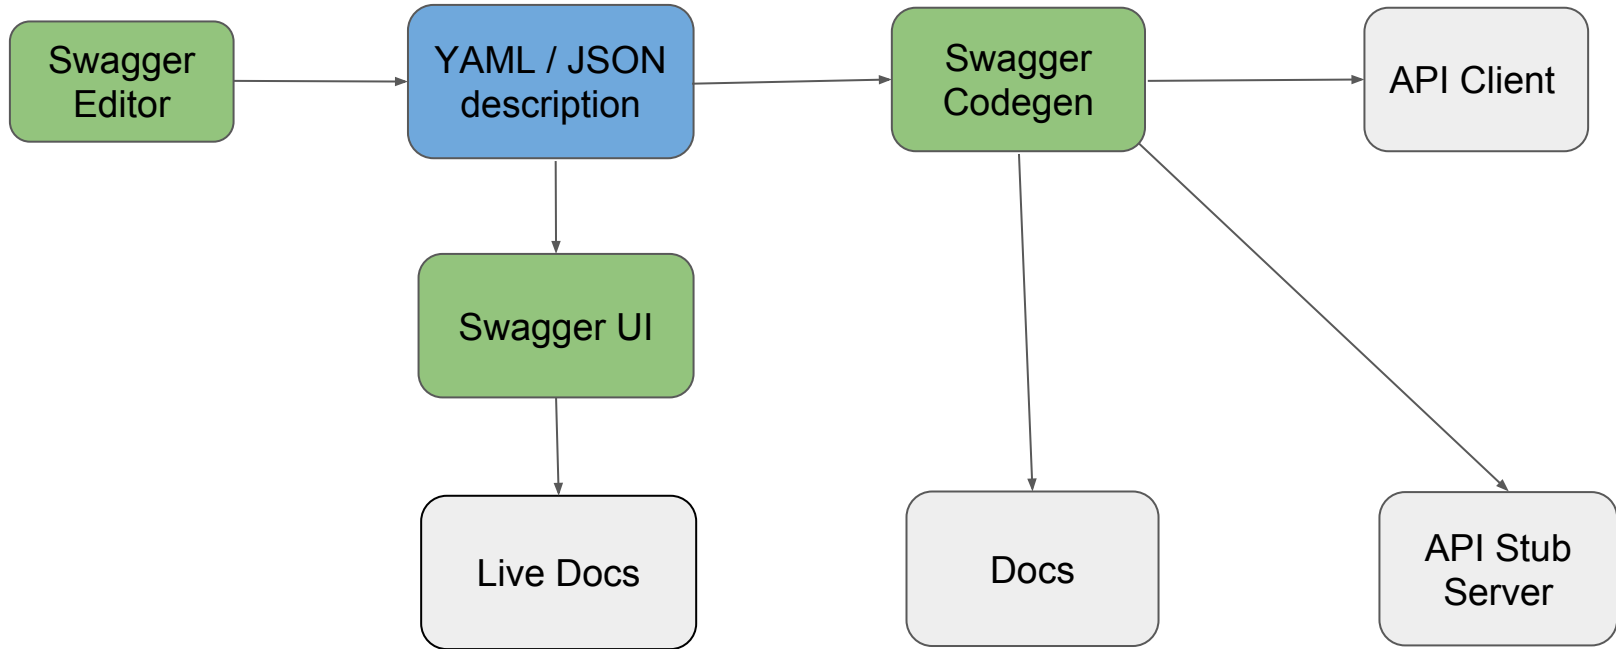 Swagger
Editor
YAML / JSON
description
Swagger
Codegen
API Client
Swagger UI
Live Docs
Docs
API Stub
Server